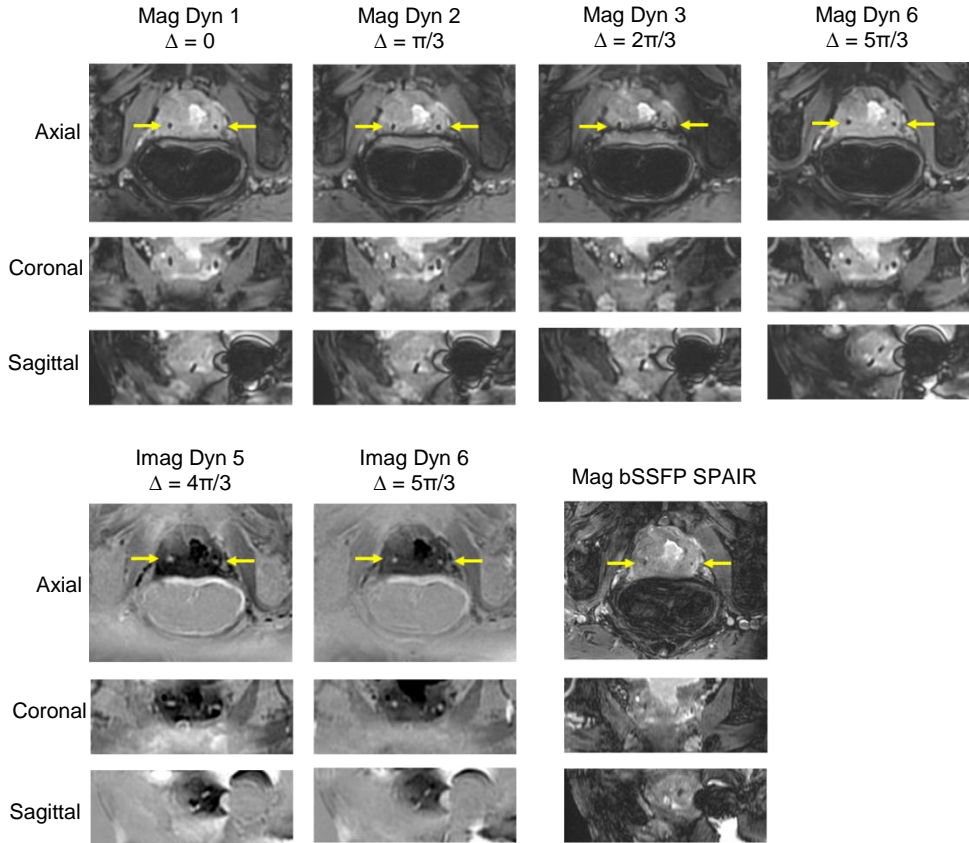 Mag Dyn 1
Δ = 0
Mag Dyn 2
Δ = π/3
Mag Dyn 3
Δ = 2π/3
Mag Dyn 6
Δ = 5π/3
Axial
Coronal
Sagittal
Imag Dyn 5
Δ = 4π/3
Imag Dyn 6
Δ = 5π/3
Mag bSSFP SPAIR
Axial
Coronal
Sagittal